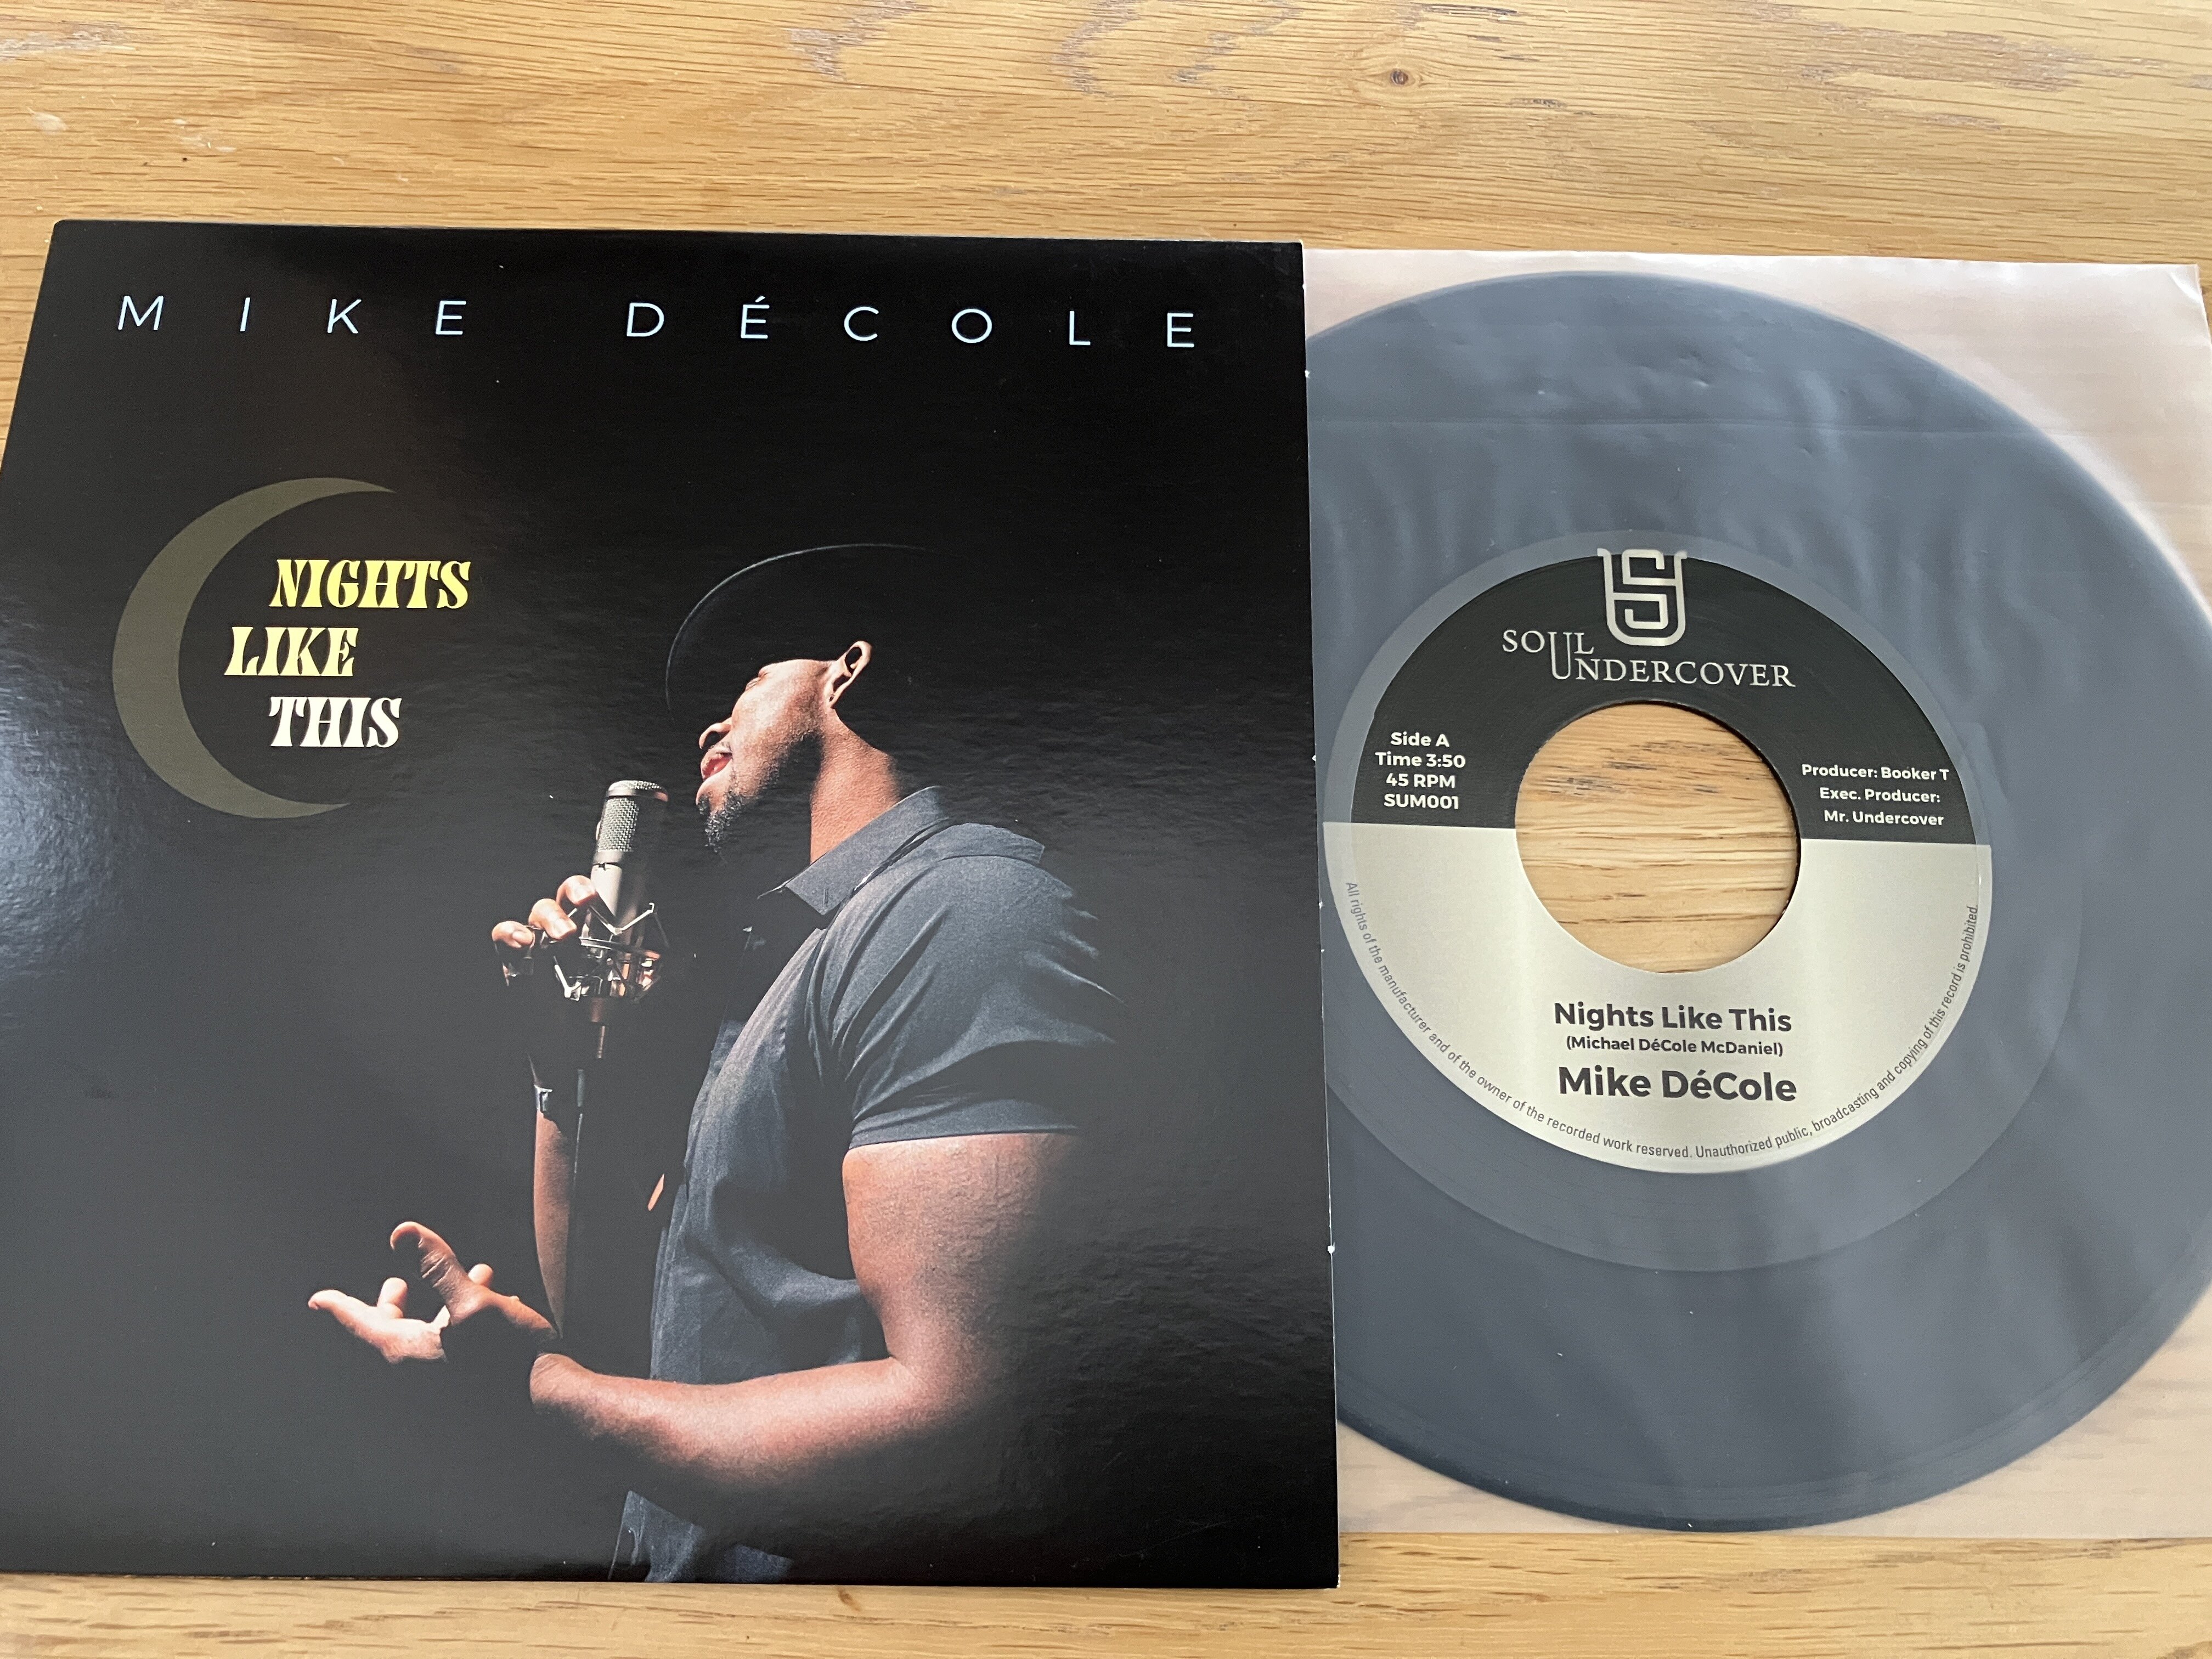 MIKE DÉCOLE
NIGHTS
LIKE
THIS
SU
SOUL
UNDERCOVER
Side A
Time 3:50
45 RPM
SUM001
Producer: Booker T
Exec. Producer:
Mr. Undercover
Nights Like This
(Michael DéCole McDaniel)
Mike DéCole
All rights of the manufacturer and of the owner of the recorded work reserved. Unauthorized public, broadcasting and copying of this record is prohibited.